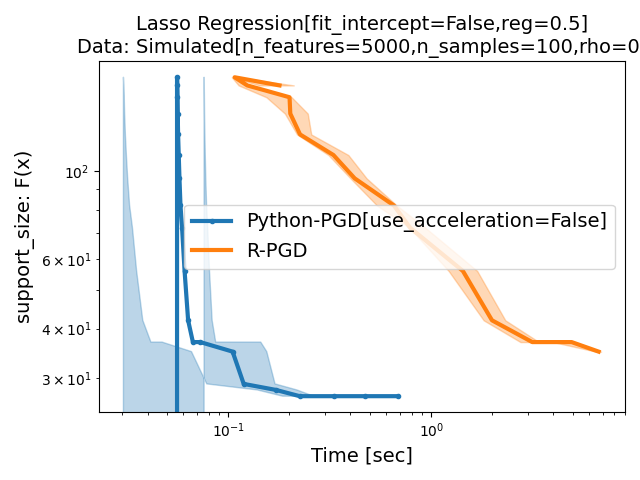 Lasso Regression[fit_intercept=False,reg=0.5]
Data: Simulated[n_features=5000,n_samples=100,rho=0
support_size: F(x)
10²
6 × 10¹
4 × 10¹
3 × 10¹
Python-PGD[use_acceleration=False]
R-PGD
10⁻¹
10⁰
Time [sec]